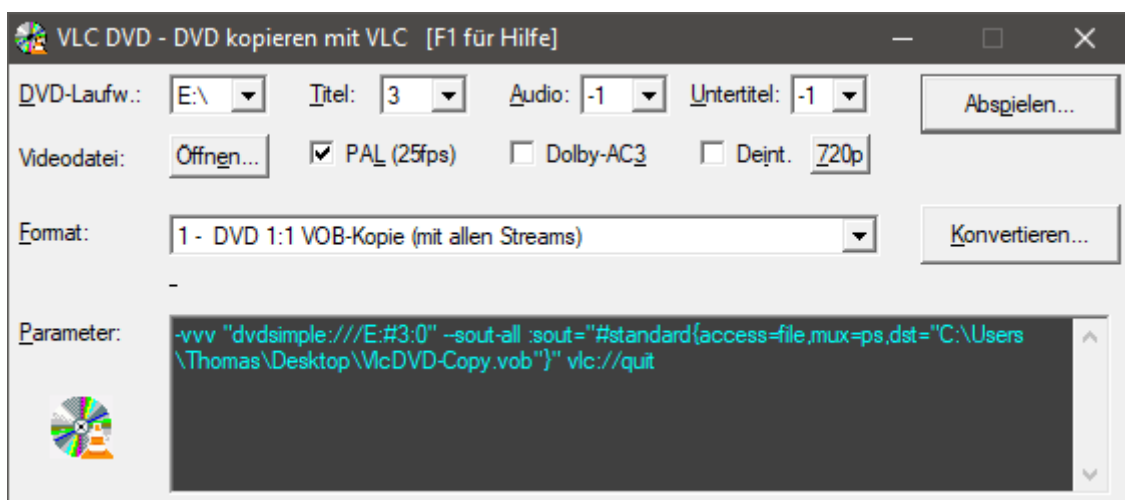 VLC DVD - DVD kopieren mit VLC [F1 für Hilfe]
DVD-Laufw.: E:\ Titel: 3 Audio: -1 Untertitel: -1 Abspielen...
Videodatei: Öffnen... PAL (25fps) Dolby-AC3 Deint. 720p
Format: 1 - DVD 1:1 VOB-Kopie (mit allen Streams) Konvertieren...
-
Parameter: -vvv "dvdsimple:///E:#3:0" --sout-all :sout="#standard{access=file,mux=ps,dst="C:\Users
\Thomas\Desktop\VlcDVD-Copy.vob"}" vlc://quit